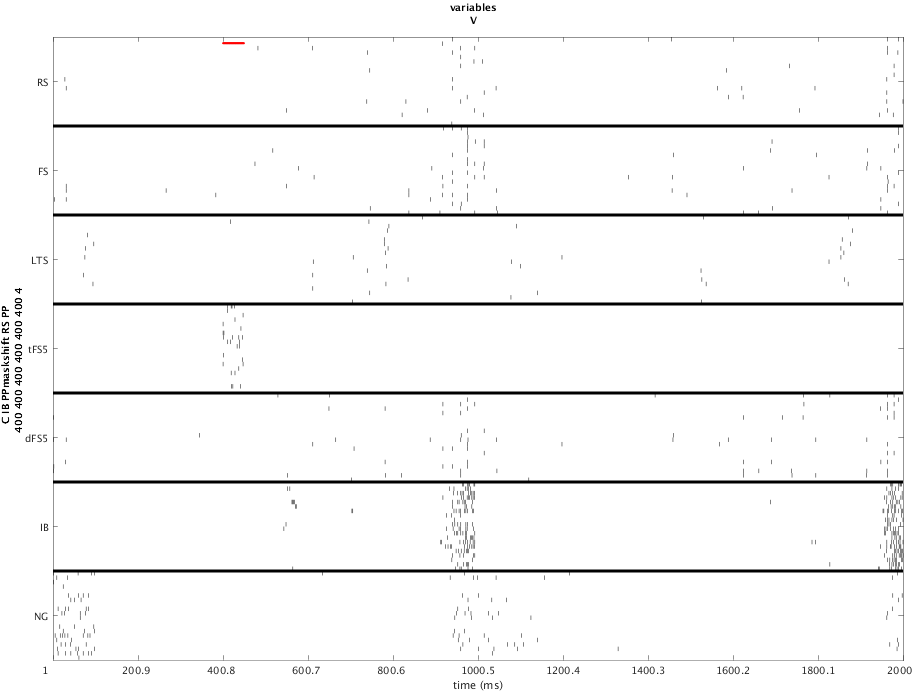 variables
V
RS
FS
LTS
tFS5
dFS5
IB
NG
C IB PPmaskshift RS PP
400 400 400 400 400 400 4
1
200.9
400.8
600.7
800.6
1000.5
1200.4
1400.3
1600.2
1800.1
2000
time (ms)